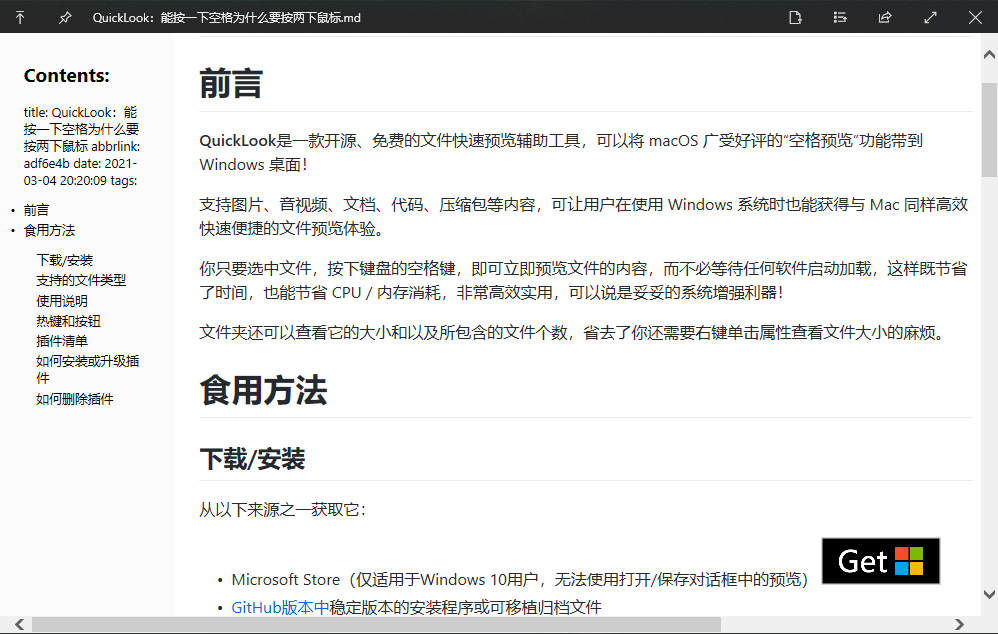 QuickLook：能按一下空格为什么要按两下鼠标.md
Contents:
title: QuickLook：能
按一下空格为什么要
按两下鼠标 abbrlink:
adf6e4b date: 2021-
03-04 20:20:09 tags:
• 前言
• 食用方法
下载/安装
支持的文件类型
使用说明
热键和按钮
插件清单
如何安装或升级插
件
如何删除插件
前言
QuickLook是一款开源、免费的文件快速预览辅助工具，可以将 macOS 广受好评的“空格预览”功能带到
Windows 桌面！
支持图片、音视频、文档、代码、压缩包等内容，可让用户在使用 Windows 系统时也能获得与 Mac 同样高效
快速便捷的文件预览体验。
你只要选中文件，按下键盘的空格键，即可立即预览文件的内容，而不必等待任何软件启动加载，这样既节省
了时间，也能节省 CPU / 内存消耗，非常高效实用，可以说是妥妥的系统增强利器！
文件夹还可以查看它的大小和以及所包含的文件个数，省去了你还需要右键单击属性查看文件大小的麻烦。
食用方法
下载/安装
从以下来源之一获取它：
• Microsoft Store（仅适用于Windows 10用户，无法使用打开/保存对话框中的预览） Get
• GitHub版本中稳定版本的安装程序或可移植归档文件